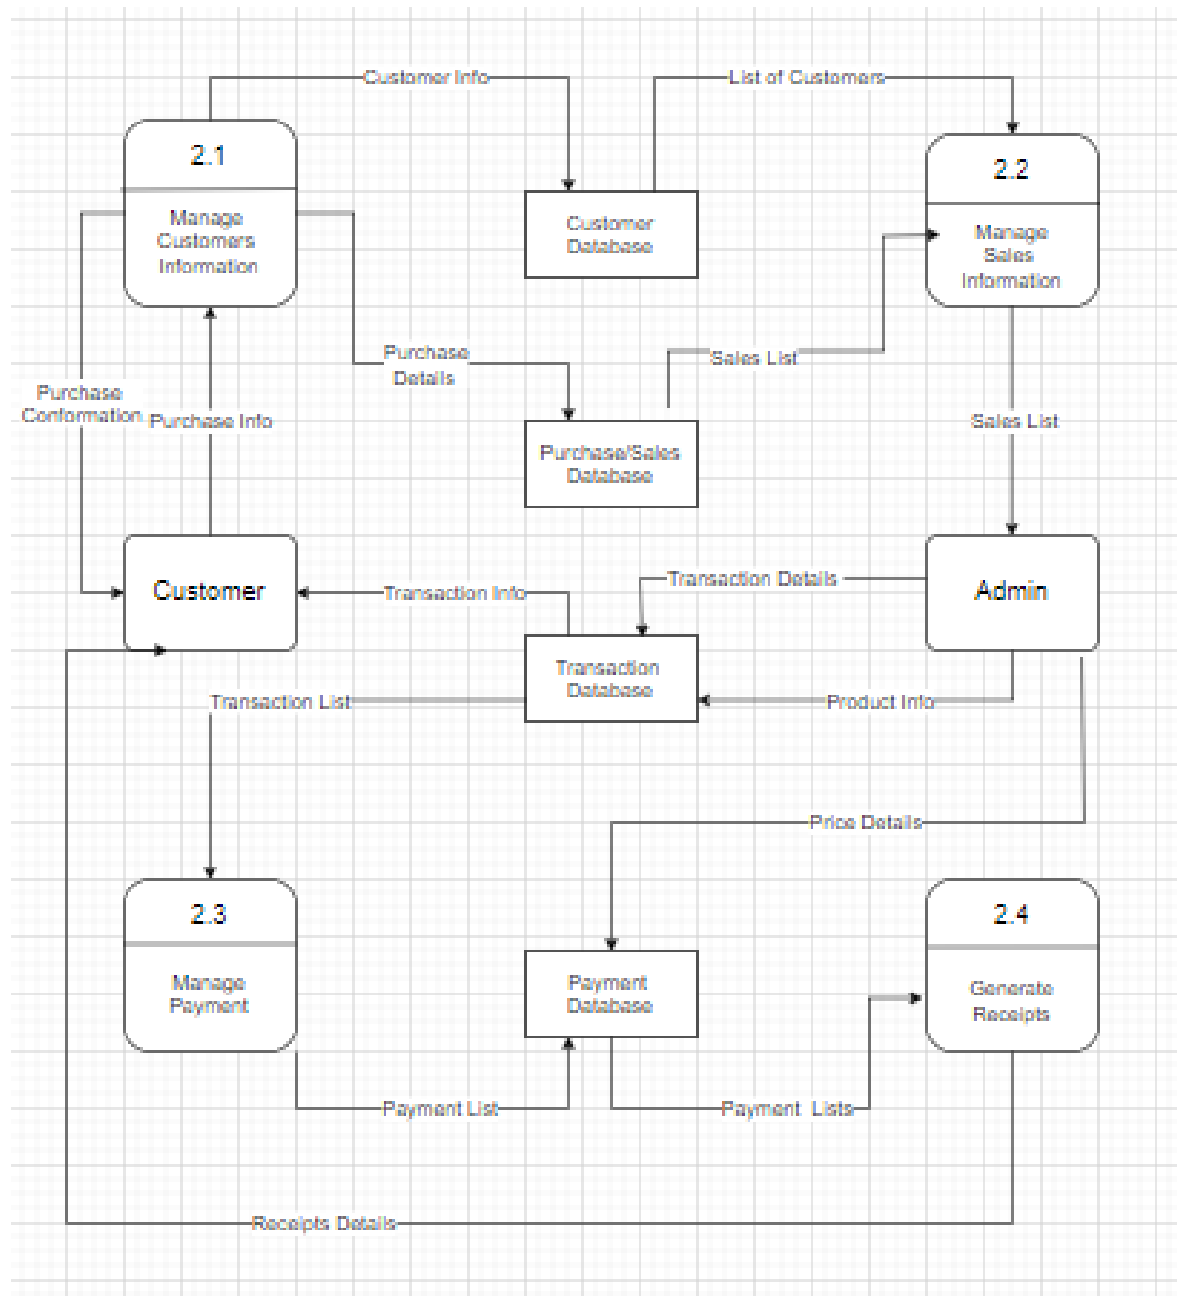 Customer Info
List of Customers
2.1
Manage
Customers
Information
2.2
Manage
Sales
Information
Customer
Database
Purchase
Details
Sales List
Purchase
Conformation
Purchase Info
Sales List
Purchase/Sales
Database
Customer
Transaction Info
Transaction Details
Admin
Transaction
Database
Transaction List
Product Info
Price Details
2.3
Manage
Payment
Payment
Database
2.4
Generate
Receipts
Payment List
Payment Lists
Receipts Details